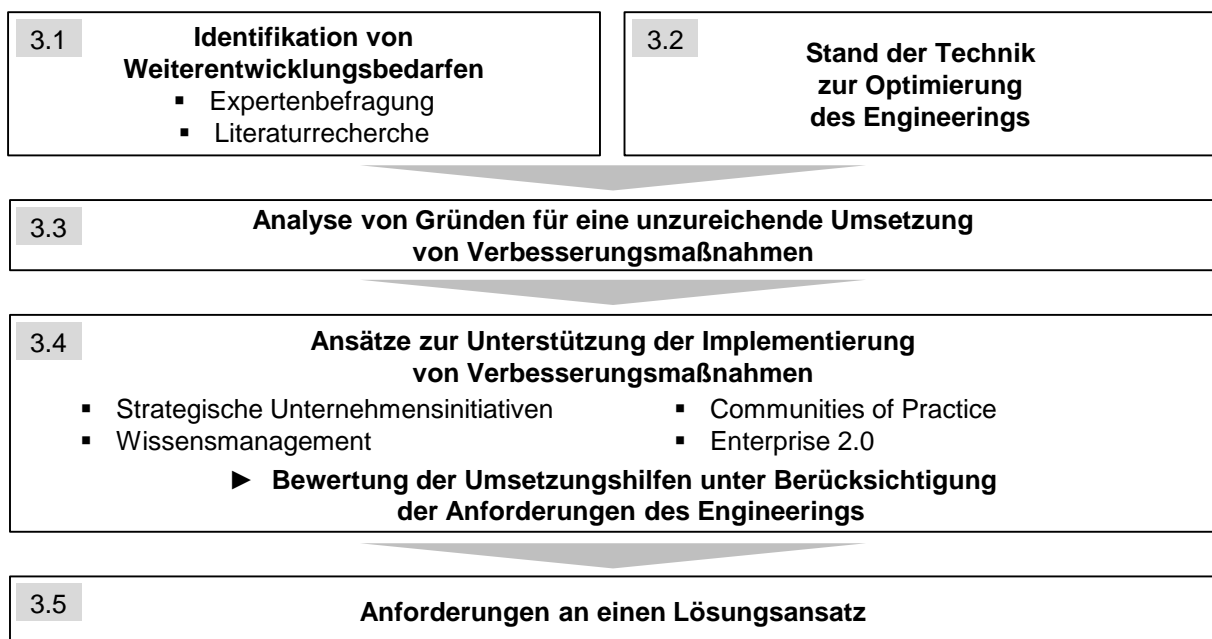 3.1
Identifikation von
Weiterentwicklungsbedarfen
▪ Expertenbefragung
▪ Literaturrecherche
3.2
Stand der Technik
zur Optimierung
des Engineerings
3.3
Analyse von Gründen für eine unzureichende Umsetzung
von Verbesserungsmaßnahmen
3.4
Ansätze zur Unterstützung der Implementierung
von Verbesserungsmaßnahmen
▪ Strategische Unternehmensinitiativen
▪ Wissensmanagement
▪ Communities of Practice
▪ Enterprise 2.0
► Bewertung der Umsetzungshilfen unter Berücksichtigung
der Anforderungen des Engineerings
3.5
Anforderungen an einen Lösungsansatz